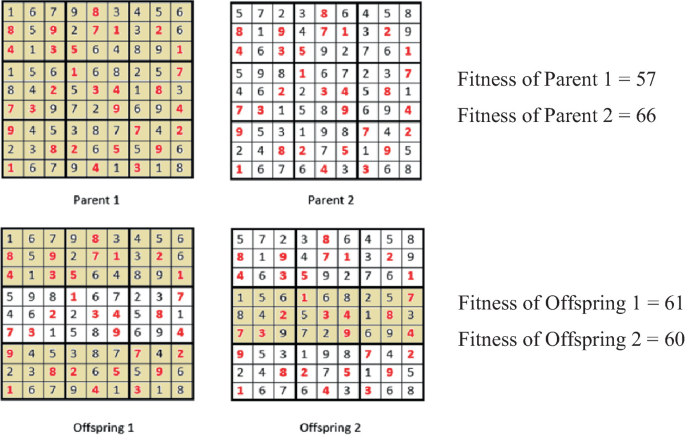 1 6 7 9 8 3 4 5 6
8 5 9 2 7 1 3 2 6
4 1 3 5 6 4 8 9 1
1 5 6 1 6 8 2 5 7
8 4 2 5 3 4 1 8 3
7 3 9 7 2 9 6 9 4
9 4 5 3 8 7 7 4 2
2 3 8 2 6 5 5 9 6
1 6 7 9 4 1 3 1 8
Parent 1
5 7 2 3 8 6 4 5 8
8 1 9 4 7 1 3 2 9
4 6 3 5 9 2 7 6 1
5 9 8 1 6 7 2 3 7
4 6 2 2 3 4 5 8 1
7 3 1 5 8 9 6 9 4
9 5 3 1 9 8 7 4 2
2 4 8 2 7 5 1 9 5
1 6 7 6 4 3 3 6 8
Parent 2
Fitness of Parent 1 = 57
Fitness of Parent 2 = 66
1 6 7 9 8 3 4 5 6
8 5 9 2 7 1 3 2 6
4 1 3 5 6 4 8 9 1
5 9 8 1 6 7 2 3 7
4 6 2 2 3 4 5 8 1
7 3 1 5 8 9 6 9 4
9 4 5 3 8 7 7 4 2
2 3 8 2 6 5 5 9 6
1 6 7 9 4 1 3 1 8
Offspring 1
5 7 2 3 8 6 4 5 8
8 1 9 4 7 1 3 2 9
4 6 3 5 9 2 7 6 1
1 5 6 1 6 8 2 5 7
8 4 2 5 3 4 1 8 3
7 3 9 7 2 9 6 9 4
9 5 3 1 9 8 7 4 2
2 4 8 2 7 5 1 9 5
1 6 7 6 4 3 3 6 8
Offspring 2
Fitness of Offspring 1 = 61
Fitness of Offspring 2 = 60